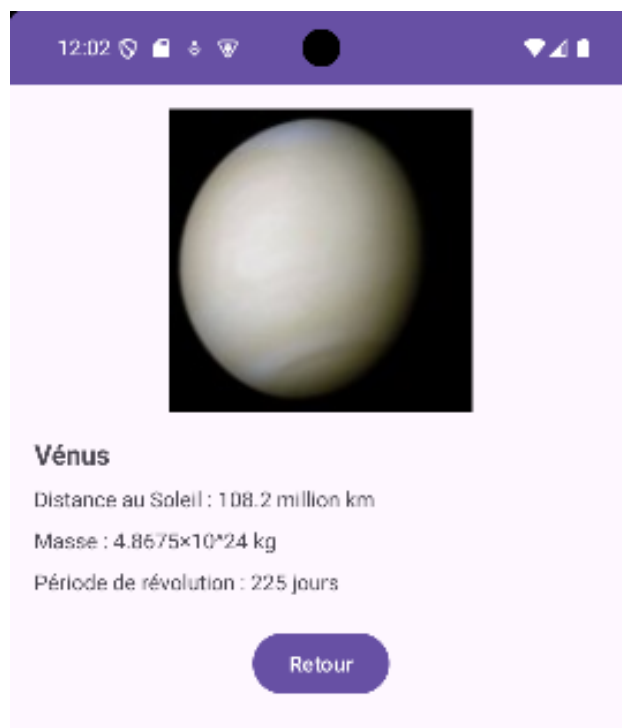 12:02
Vénus
Distance au Soleil : 108.2 million km
Masse : 4.8675×10^24 kg
Période de révolution : 225 jours
Retour